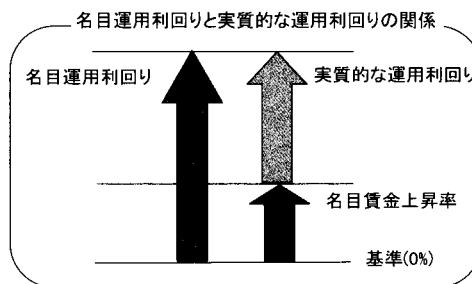 名目運用利回りと実質的な運用利回りの関係
名目運用利回り
実質的な運用利回り
名目賃金上昇率
基準(0%)